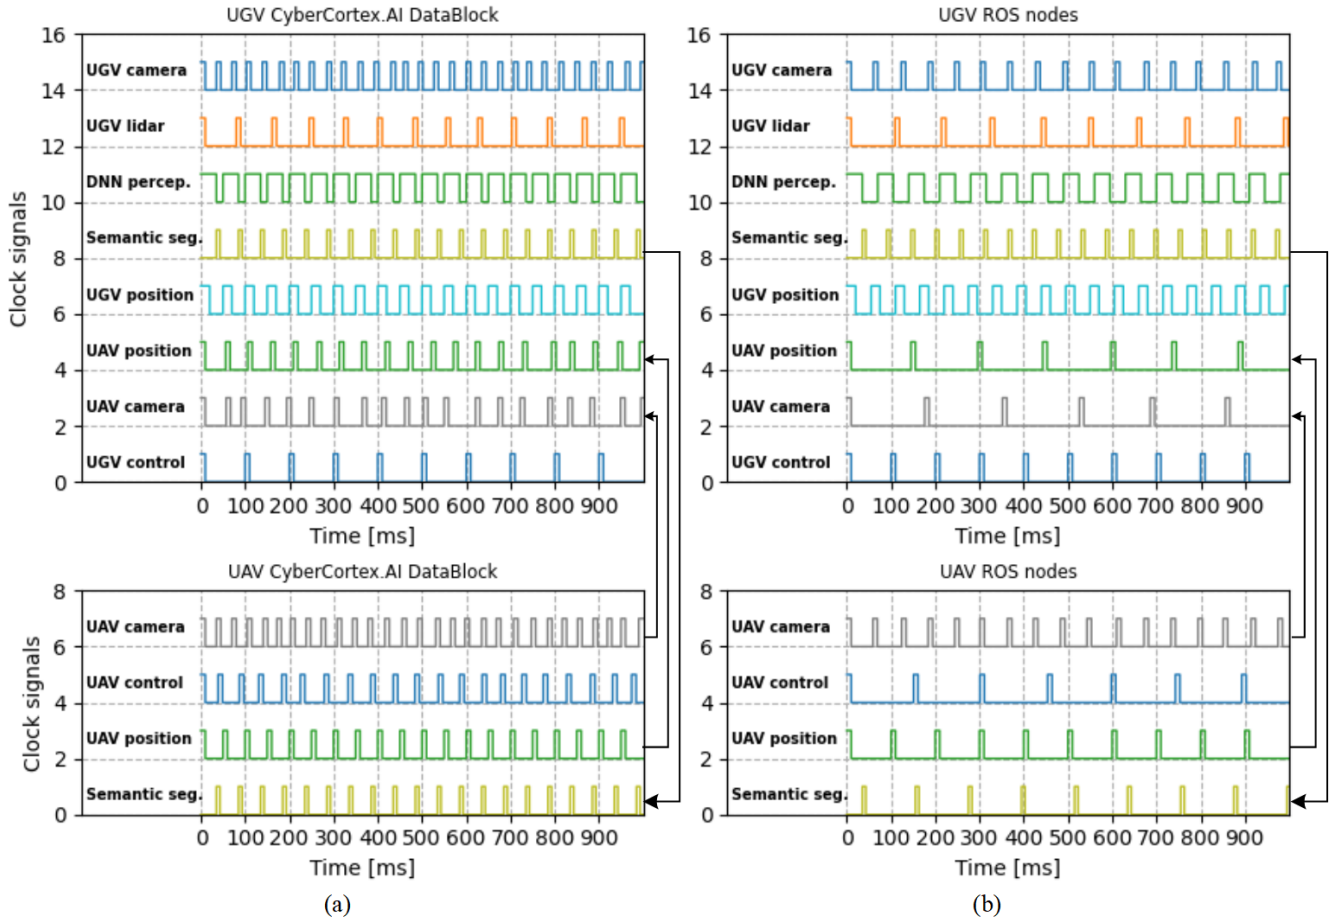 UGV CyberCortex.AI DataBlock
16
14
12
10
8
6
4
2
0
Clock signals
UGV camera
UGV lidar
DNN percep.
Semantic seg.
UGV position
UAV position
UAV camera
UGV control
0 100 200 300 400 500 600 700 800 900
Time [ms]
UAV CyberCortex.AI DataBlock
8
6
4
2
0
Clock signals
UAV camera
UAV control
UAV position
Semantic seg.
0 100 200 300 400 500 600 700 800 900
Time [ms]
(a)
UGV ROS nodes
16
14
12
10
8
6
4
2
0
UGV camera
UGV lidar
DNN percep.
Semantic seg.
UGV position
UAV position
UAV camera
UGV control
0 100 200 300 400 500 600 700 800 900
Time [ms]
UAV ROS nodes
8
6
4
2
0
UAV camera
UAV control
UAV position
Semantic seg.
0 100 200 300 400 500 600 700 800 900
Time [ms]
(b)